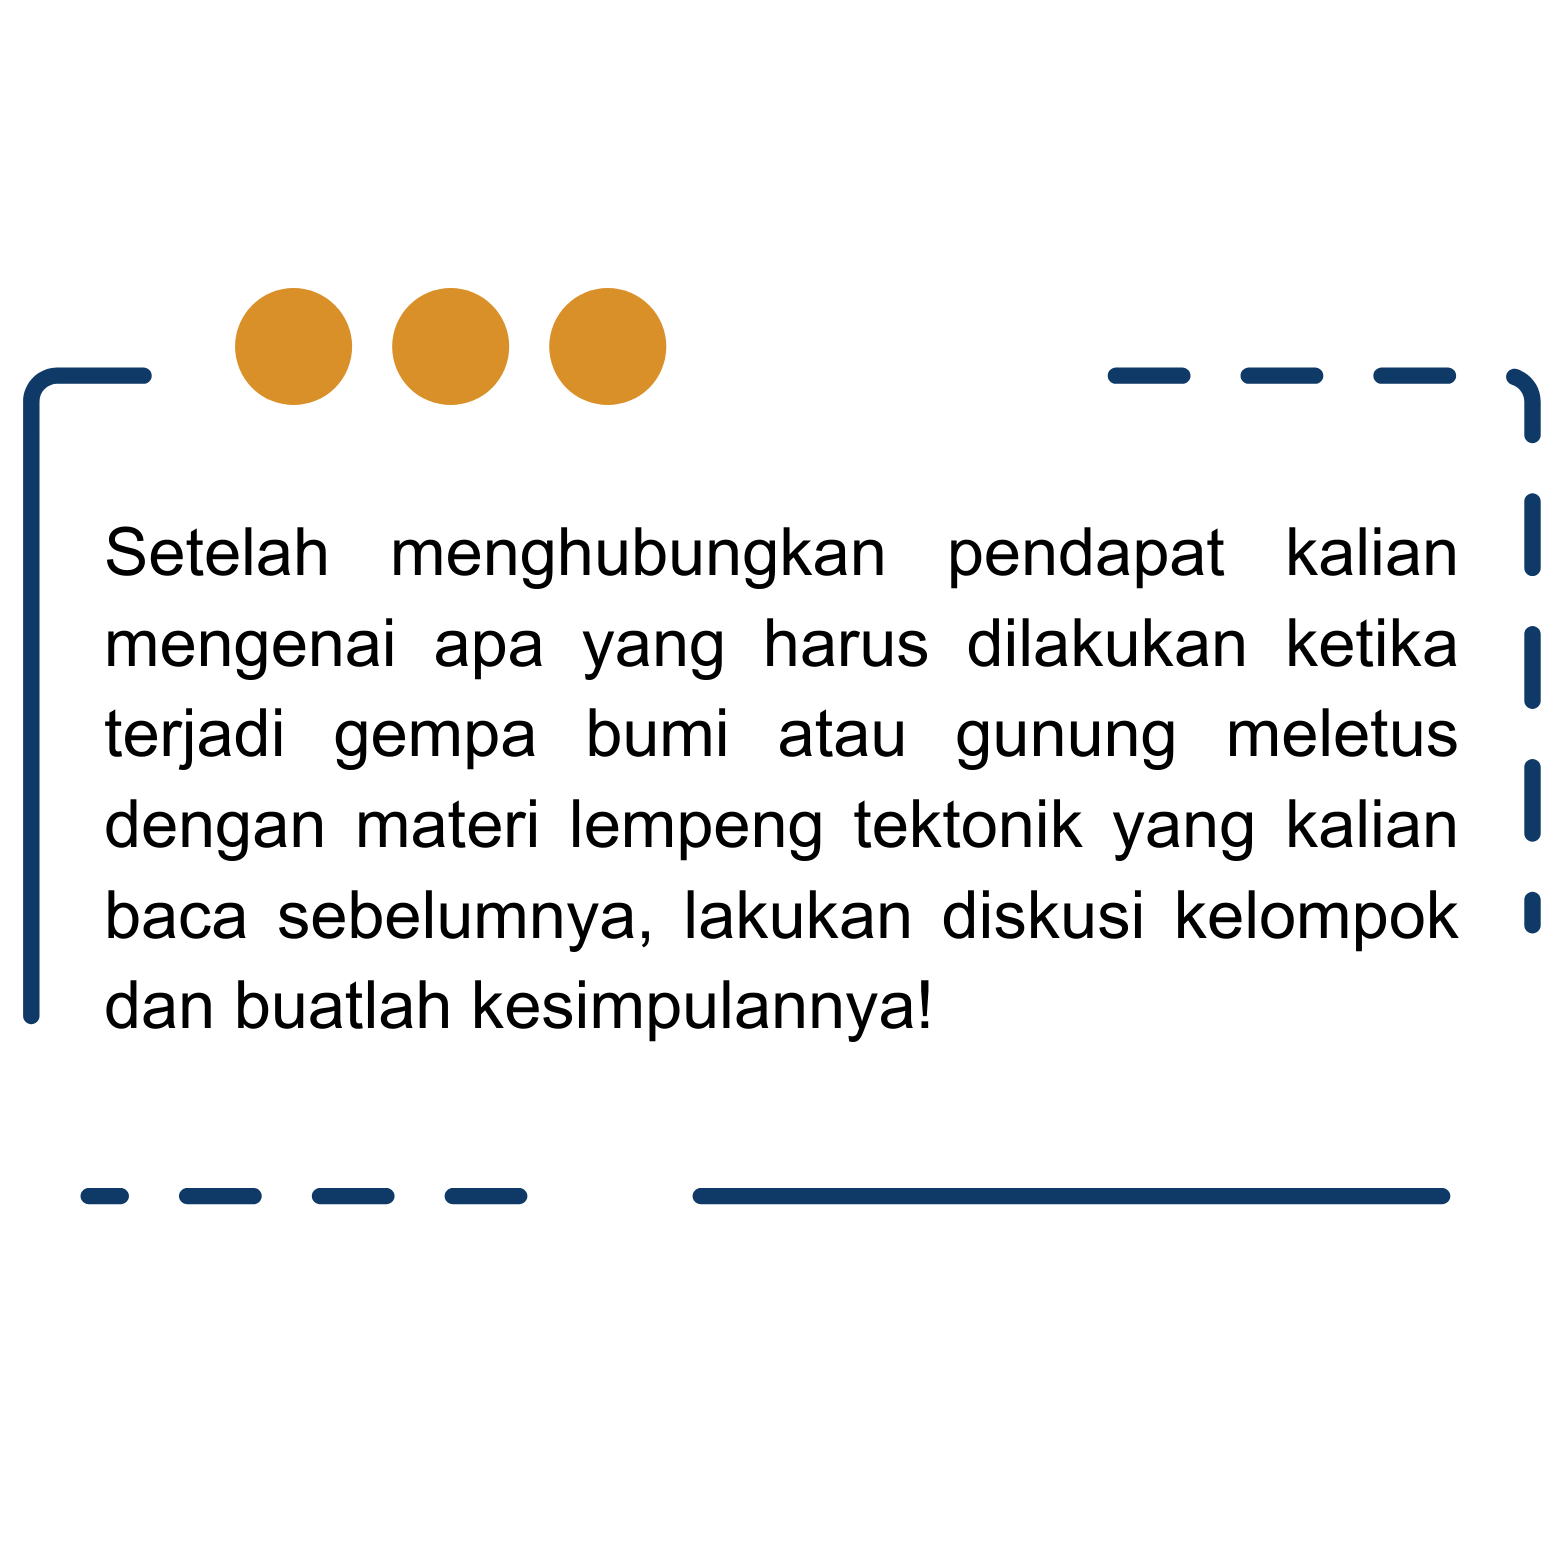 Setelah menghubungkan pendapat kalian
mengenai apa yang harus dilakukan ketika
terjadi gempa bumi atau gunung meletus
dengan materi lempeng tektonik yang kalian
baca sebelumnya, lakukan diskusi kelompok
dan buatlah kesimpulannya!